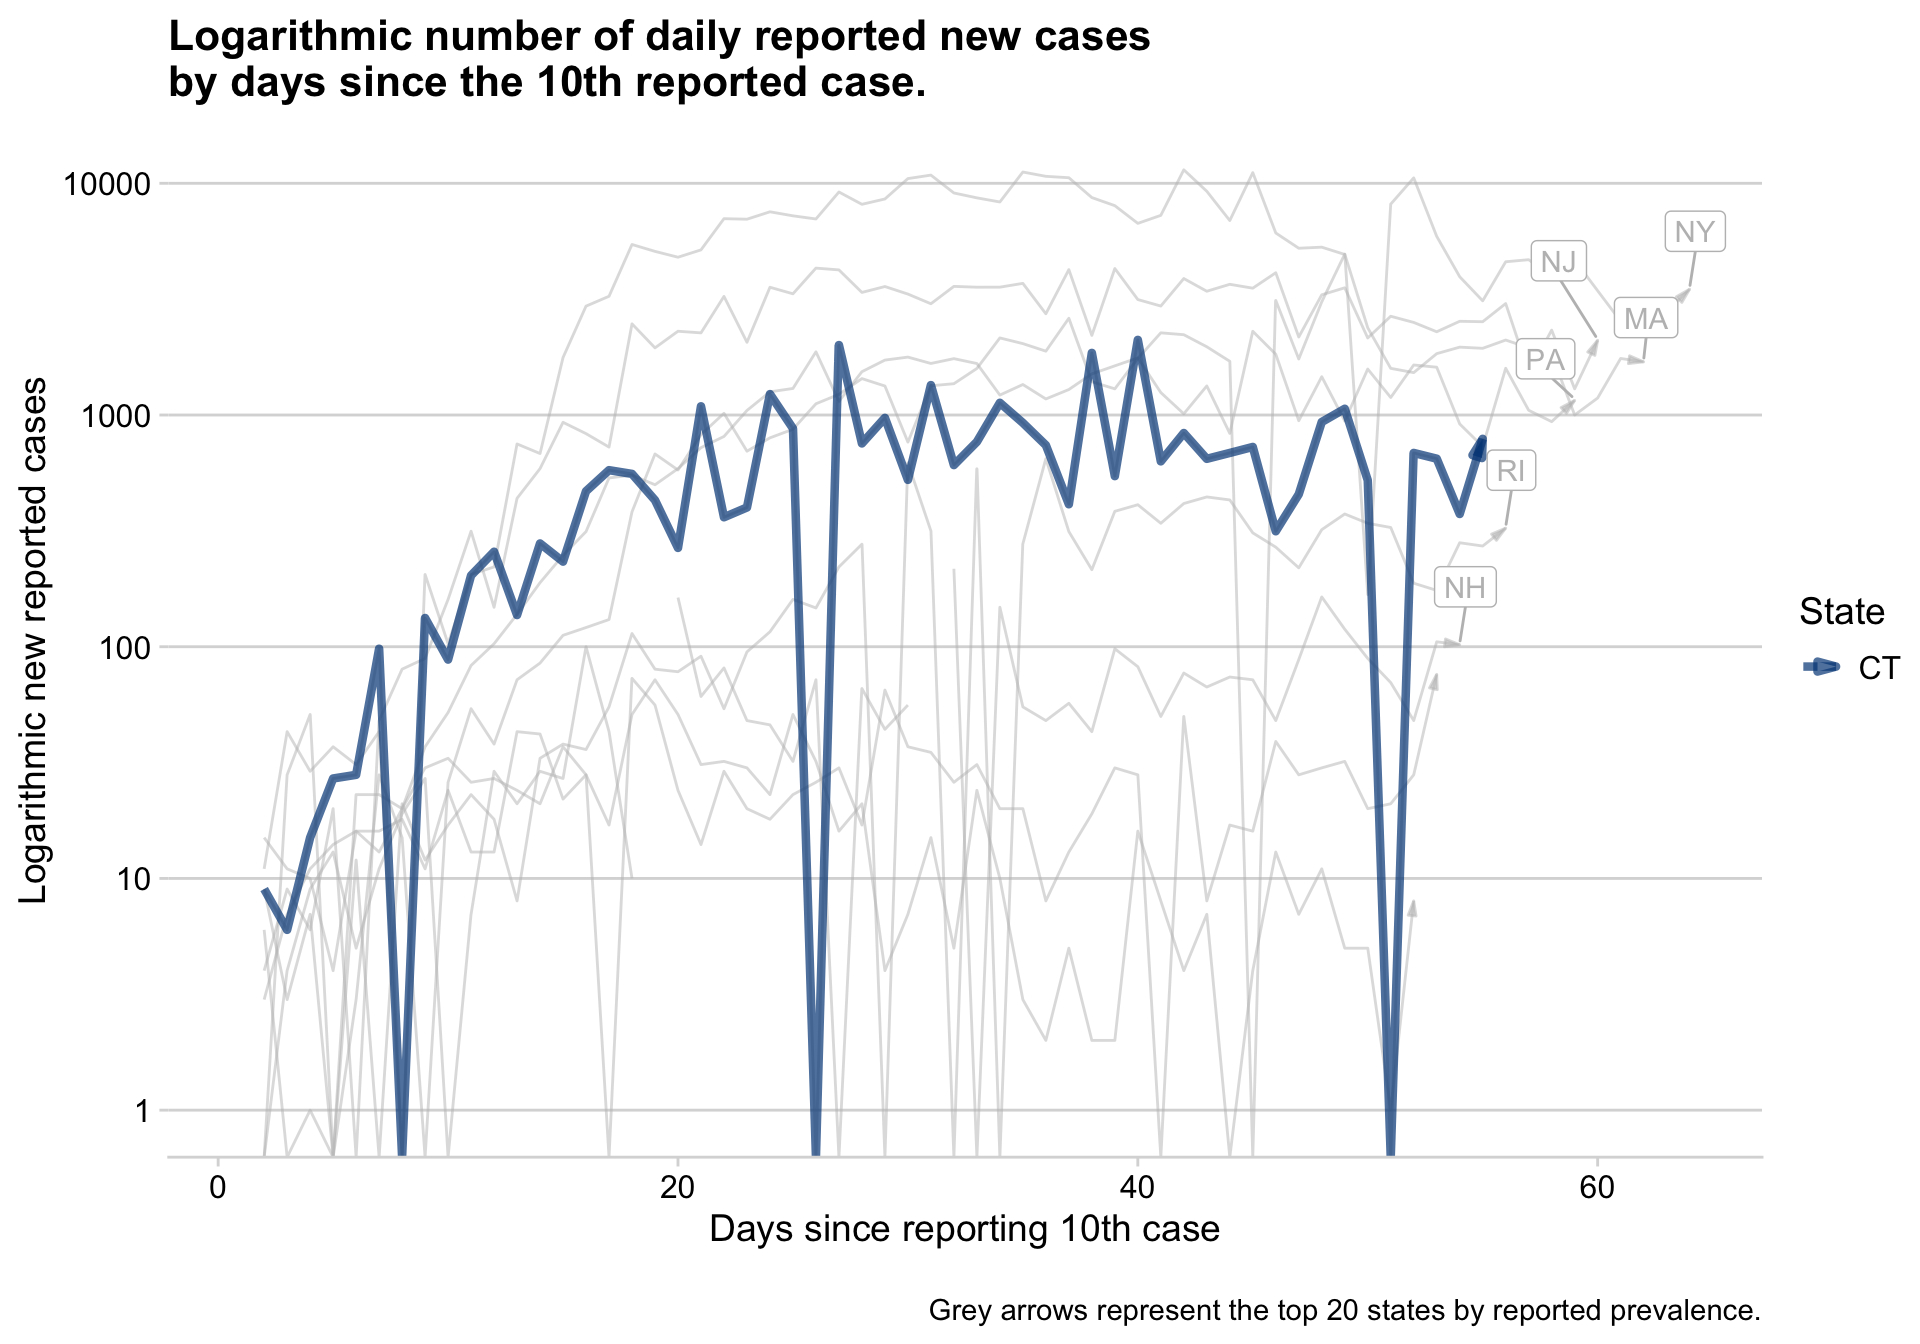 Logarithmic number of daily reported new cases
by days since the 10th reported case.
Logarithmic new reported cases
10000
1000
100
10
1
NY
NJ
MA
PA
RI
NH
State
CT
0
20
40
60
Days since reporting 10th case
Grey arrows represent the top 20 states by reported prevalence.